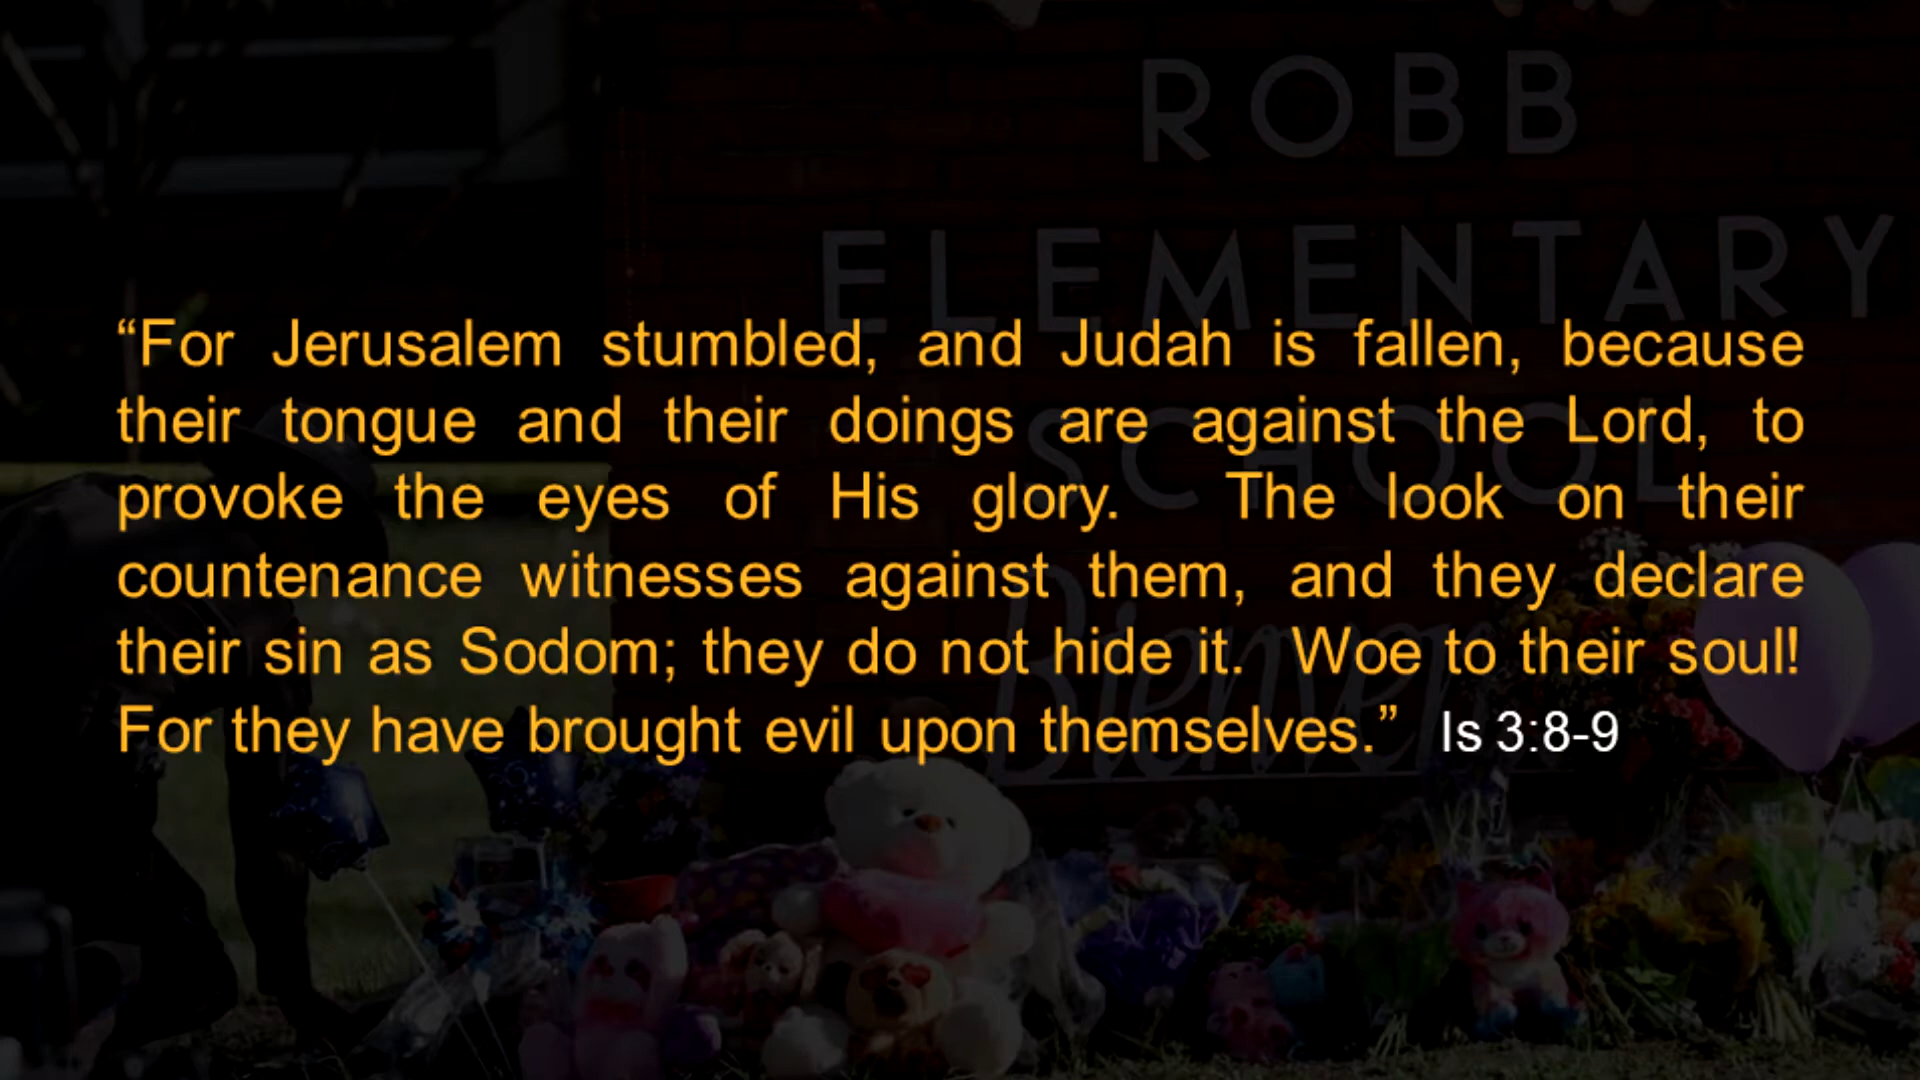 ROBB
ELEMENTARY
SCHOOL
Bienven
“For Jerusalem stumbled, and Judah is fallen, because
their tongue and their doings are against the Lord, to
provoke the eyes of His glory. The look on their
countenance witnesses against them, and they declare
their sin as Sodom; they do not hide it. Woe to their soul!
For they have brought evil upon themselves.” Is 3:8-9